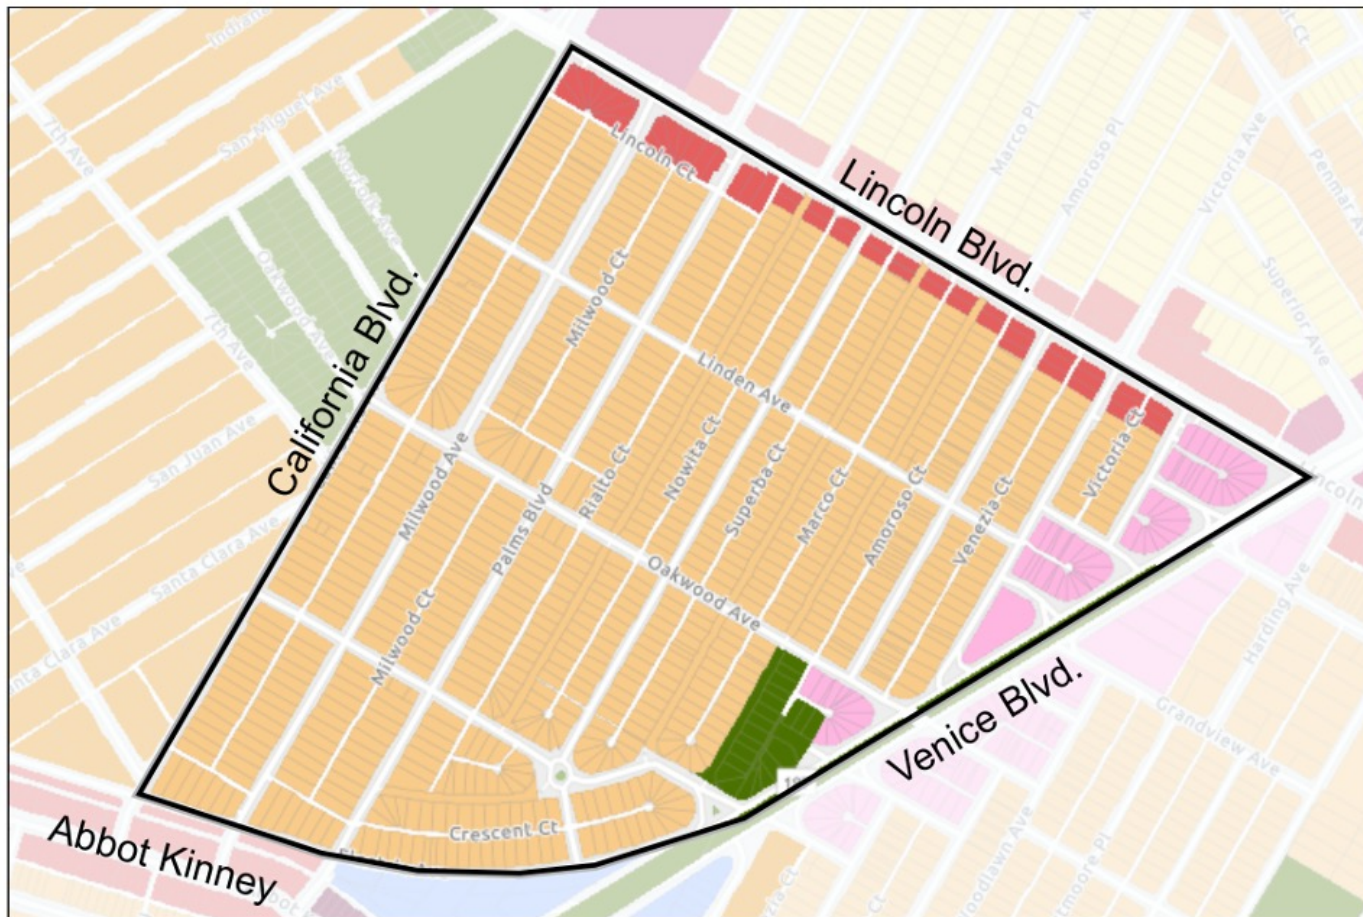 Indiana
7th Ave
San Miguel Ave
Norfolk Ave
Oakwood Ave
7th Ave
San Juan Ave
Santa Clara Ave
Santa Clara Ave
California Blvd.
Lincoln Ct
Lincoln Blvd.
Marco Pl
Amoroso Pl
Victoria Ave
Penmar Ave
Superior Ave
Milwood Ct
Linden Ave
Milwood Ave
Palms Blvd
Rialto Ct
Nowita Ct
Superba Ct
Marco Ct
Amoroso Ct
Venezia Ct
Victoria Ct
Lincoln
Oakwood Ave
Milwood Ct
Harding Ave
Venice Blvd.
Grandview Ave
Crescent Ct
Abbot Kinney
Ct